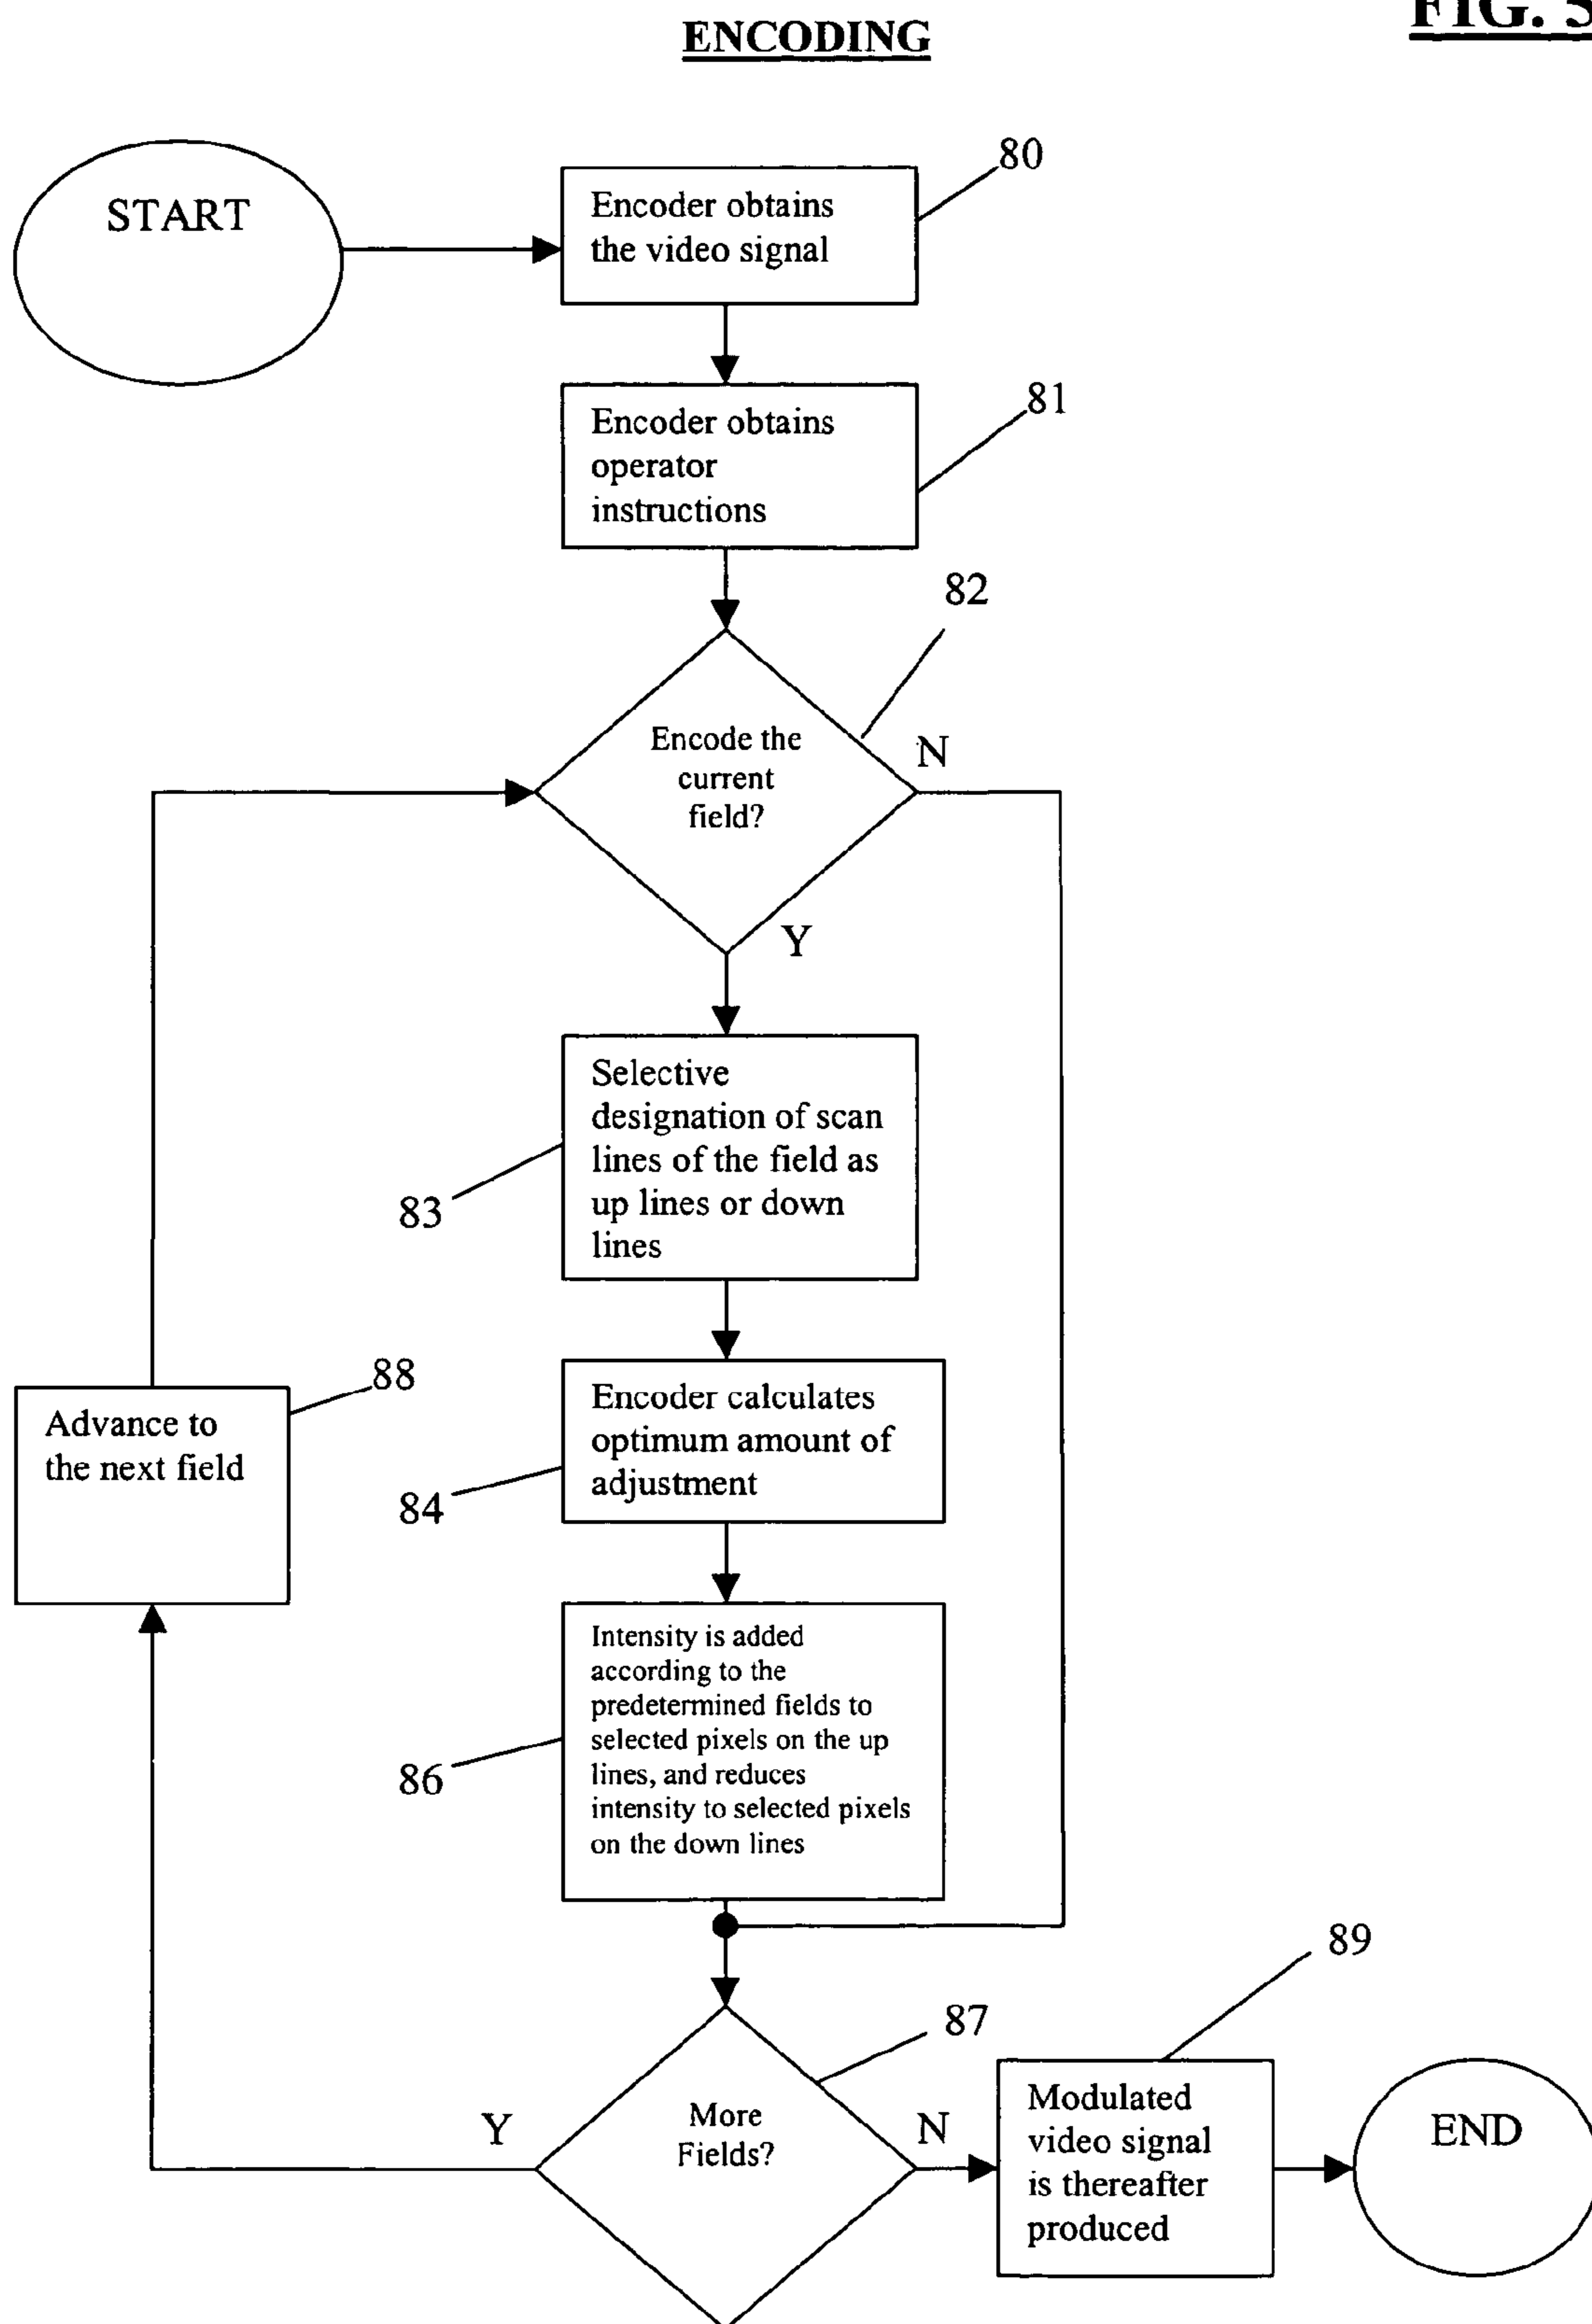 ENCODING
FIG. 5
START
Encoder obtains
the video signal
80
Encoder obtains
operator
instructions
81
82
Encode the
current
field?
N
Y
Selective
designation of scan
lines of the field as
up lines or down
lines
83
Encoder calculates
optimum amount of
adjustment
84
88
Advance to
the next field
Intensity is added
according to the
predetermined fields to
selected pixels on the up
lines, and reduces
intensity to selected pixels
on the down lines
86
87
More
Fields?
Y
N
89
Modulated
video signal
is thereafter
produced
END